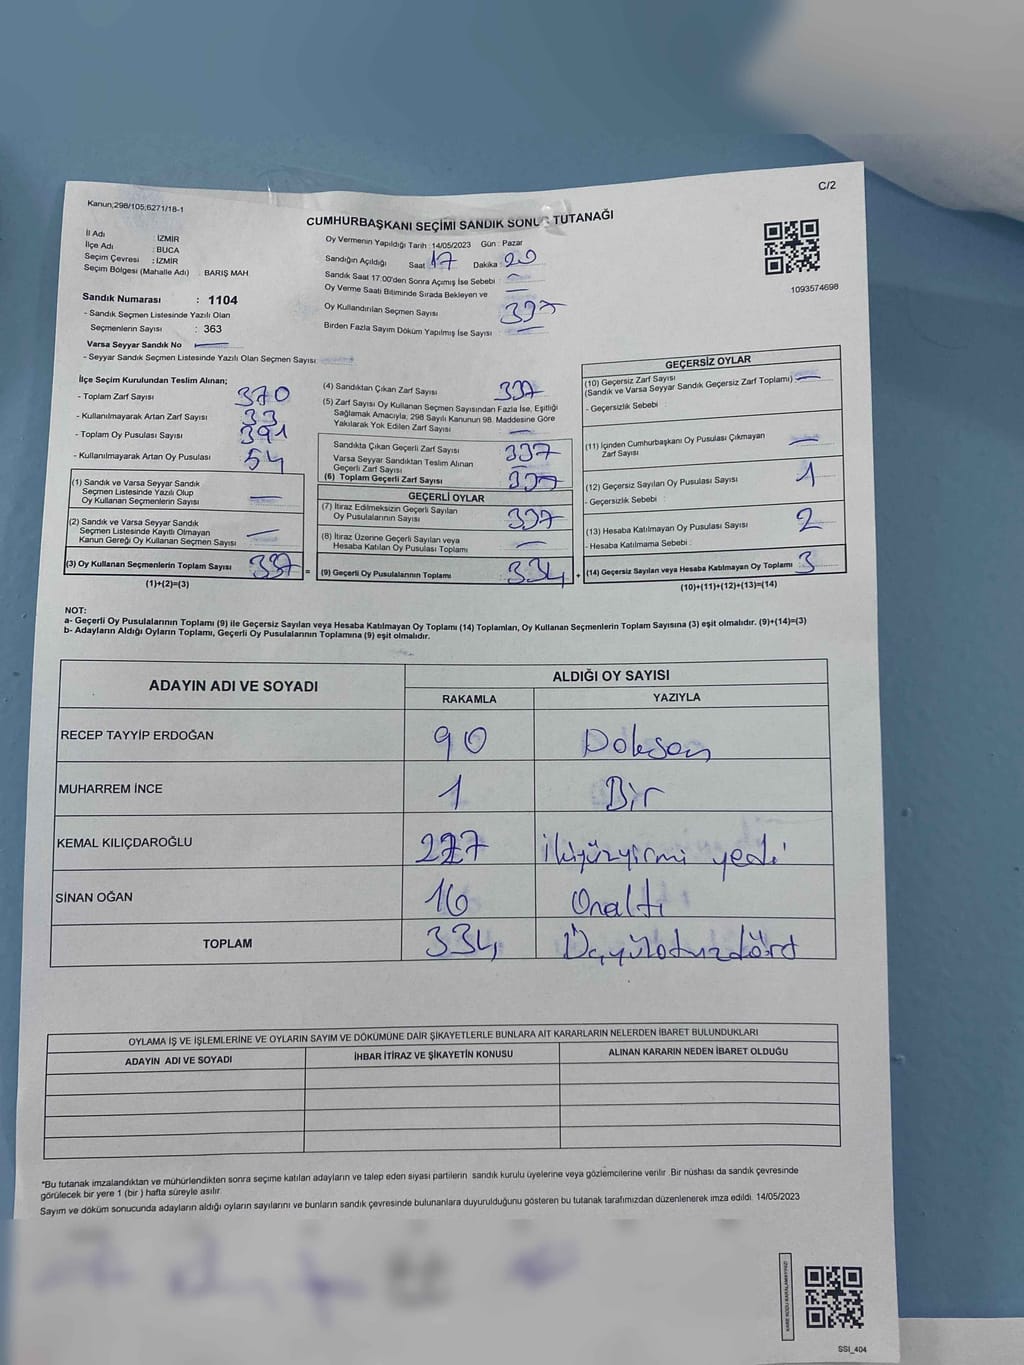 C/2
Kanun;298/105;6271/18-1
CUMHURBAŞKANI SEÇİMİ SANDIK SONUÇ TUTANAĞI
1093574698
İl Adı : İZMİR
İlçe Adı : BUCA
Seçim Çevresi : İZMİR
Seçim Bölgesi (Mahalle Adı) : BARIŞ MAH.
Sandık Numarası : 1104
- Sandık Seçmen Listesinde Yazılı Olan
Seçmenlerin Sayısı : 363
Varsa Seyyar Sandık No
- Seyyar Sandık Seçmen Listesinde Yazılı Olan Seçmen Sayısı:
Oy Vermenin Yapıldığı Tarih :14/05/2023 Gün : Pazar
Sandığın Açıldığı Saat 17 Dakika : 20
Sandık Saat 17:00'den Sonra Açımış İse Sebebi :
Oy Verme Saati Bitiminde Sırada Bekleyen ve
Oy Kullandırılan Seçmen Sayısı : 337
Birden Fazla Sayım Döküm Yapılmış İse Sayısı :
İlçe Seçim Kurulundan Teslim Alınan;
- Toplam Zarf Sayısı : 370
- Kullanılmayarak Artan Zarf Sayısı : 33
- Toplam Oy Pusulası Sayısı : 391
- Kullanılmayarak Artan Oy Pusulası : 54
(1) Sandık ve Varsa Seyyar Sandık
Seçmen Listesinde Yazılı Olup
Oy Kullanan Seçmenlerin Sayısı
(2) Sandık ve Varsa Seyyar Sandık
Seçmen Listesinde Kayıtlı Olmayan
Kanun Gereği Oy Kullanan Seçmen Sayısı
(3) Oy Kullanan Seçmenlerin Toplam Sayısı 337 =
(1)+(2)=(3)
(4) Sandıktan Çıkan Zarf Sayısı 337
(5) Zarf Sayısı Oy Kullanan Seçmen Sayısından Fazla İse, Eşitliği
Sağlamak Amacıyla; 298 Sayılı Kanunun 98. Maddesine Göre
Yakılarak Yok Edilen Zarf Sayısı
Sandıkta Çıkan Geçerli Zarf Sayısı 337
Varsa Seyyar Sandıktan Teslim Alınan
Geçerli Zarf Sayısı
(6) Toplam Geçerli Zarf Sayısı 337
GEÇERLİ OYLAR
(7) İtiraz Edilmeksizin Geçerli Sayılan
Oy Pusulalarının Sayısı 337
(8) İtiraz Üzerine Geçerli Sayılan veya
Hesaba Katılan Oy Pusulası Toplamı
(9) Geçerli Oy Pusulalarının Toplamı 334 +
GEÇERSİZ OYLAR
(10) Geçersiz Zarf Sayısı
(Sandık ve Varsa Seyyar Sandık Geçersiz Zarf Toplamı)
- Geçersizlik Sebebi :
(11) İçinden Cumhurbaşkanı Oy Pusulası Çıkmayan
Zarf Sayısı
(12) Geçersiz Sayılan Oy Pusulası Sayısı 1
- Geçersizlik Sebebi :
(13) Hesaba Katılmayan Oy Pusulası Sayısı 2
- Hesaba Katılmama Sebebi :
(14) Geçersiz Sayılan veya Hesaba Katılmayan Oy Toplamı 3
(10)+(11)+(12)+(13)=(14)
NOT:
a- Geçerli Oy Pusulalarının Toplamı (9) ile Geçersiz Sayılan veya Hesaba Katılmayan Oy Toplamı (14) Toplamları, Oy Kullanan Seçmenlerin Toplam Sayısına (3) eşit olmalıdır. (9)+(14)=(3)
b- Adayların Aldığı Oyların Toplamı, Geçerli Oy Pusulalarının Toplamına (9) eşit olmalıdır.
ADAYIN ADI VE SOYADI ALDIĞI OY SAYISI
RAKAMLA YAZIYLA
RECEP TAYYİP ERDOĞAN 90 Doksan
MUHARREM İNCE 1 Bir
KEMAL KILIÇDAROĞLU 227 ikiyüzyirmi yedi
SİNAN OĞAN 16 Onaltı
TOPLAM 334 Üçyüzotuzdört
OYLAMA İŞ VE İŞLEMLERİNE VE OYLARIN SAYIM VE DÖKÜMÜNE DAİR ŞİKAYETLERLE BUNLARA AİT KARARLARIN NELERDEN İBARET BULUNDUKLARI
ADAYIN ADI VE SOYADI İHBAR İTİRAZ VE ŞİKAYETİN KONUSU ALINAN KARARIN NEDEN İBARET OLDUĞU
*Bu tutanak imzalandıktan ve mühürlendikten sonra seçime katılan adayların ve talep eden siyasi partilerin sandık kurulu üyelerine veya gözlemcilerine verilir. Bir nüshası da sandık çevresinde
görülecek bir yere 1 (bir ) hafta süreyle asılır.
Sayım ve döküm sonucunda adayların aldığı oyların sayılarını ve bunların sandık çevresinde bulunanlara duyurulduğunu gösteren bu tutanak tarafımızdan düzenlenerek imza edildi. 14/05/2023
SSI_404